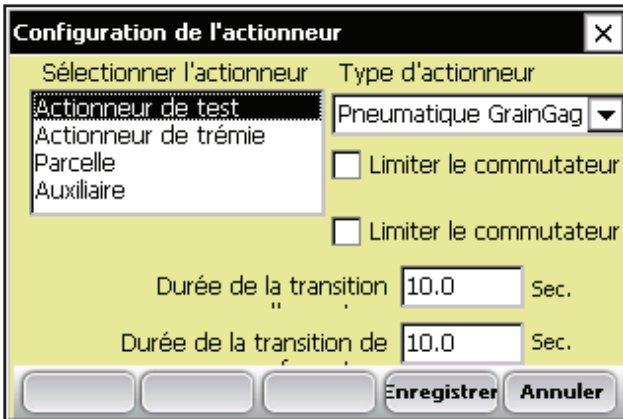 Configuration de l'actionneur
Sélectionner l'actionneur
Type d'actionneur
Actionneur de test
Actionneur de trémie
Parcelle
Auxiliaire
Pneumatique GrainGag
Limiter le commutateur
Limiter le commutateur
Durée de la transition
10.0 Sec.
Durée de la transition de
10.0 Sec.
Enregistrer
Annuler